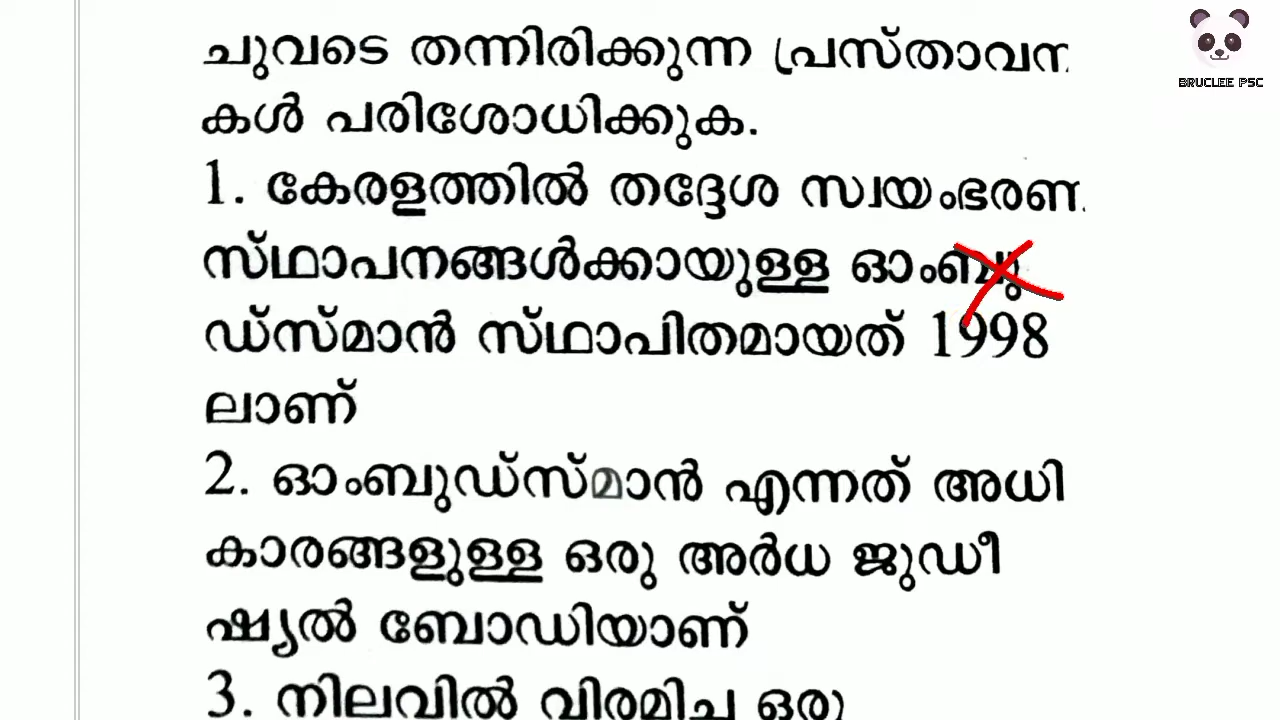 ചുവടെ തന്നിരിക്കുന്ന പ്രസ്താവന
കൾ പരിശോധിക്കുക.
1. കേരളത്തിൽ തദ്ദേശ സ്വയംഭരണ
സ്ഥാപനങ്ങൾക്കായുള്ള ഓംബു
ഡ്സ്മാൻ സ്ഥാപിതമായത് 1998
ലാണ്
2. ഓംബുഡ്സ്മാൻ എന്നത് അധി
കാരങ്ങളുള്ള ഒരു അർധ ജുഡീ
ഷ്യൽ ബോഡിയാണ്
3. നിലവിൽ വിരമിച്ച ഒരു
BRUCLEE PSC